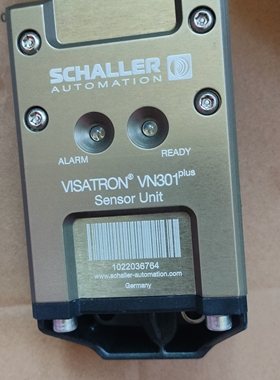 SCHALLER
AUTOMATION
ALARM
READY
VISATRON® VN301plus
Sensor Unit
1022036764
www.schaller-automation.com
Germany